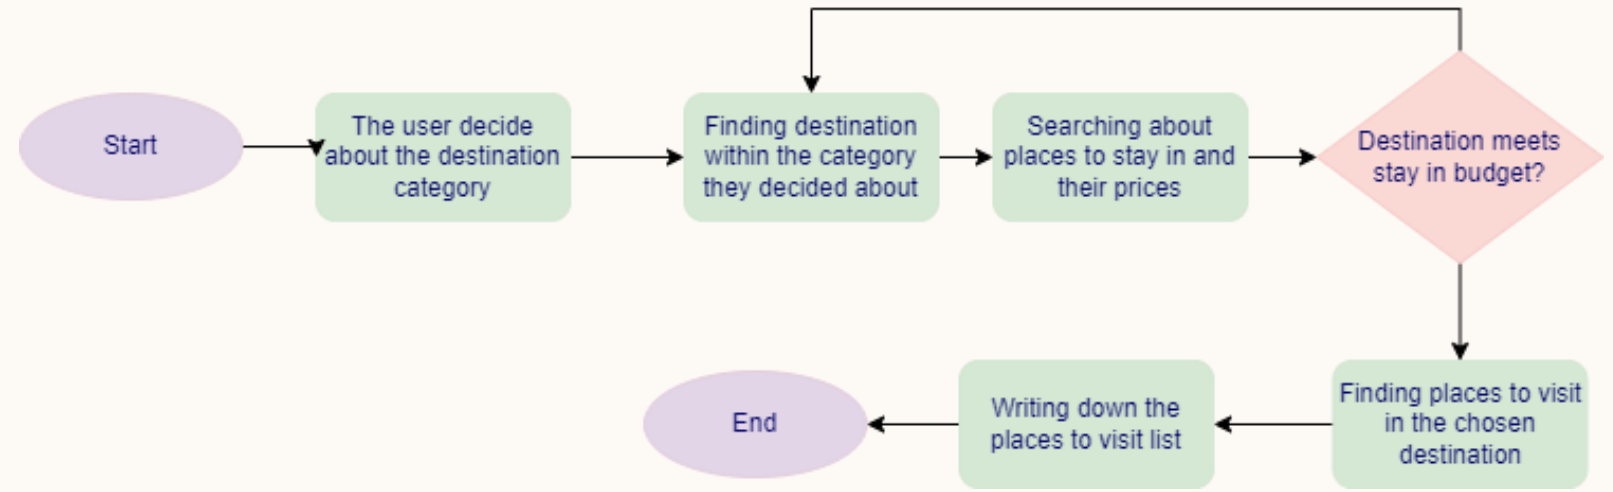 Start
The user decide
about the destination
category
Finding destination
within the category
they decided about
Searching about
places to stay in and
their prices
Destination meets
stay in budget?
Finding places to visit
in the chosen
destination
Writing down the
places to visit list
End